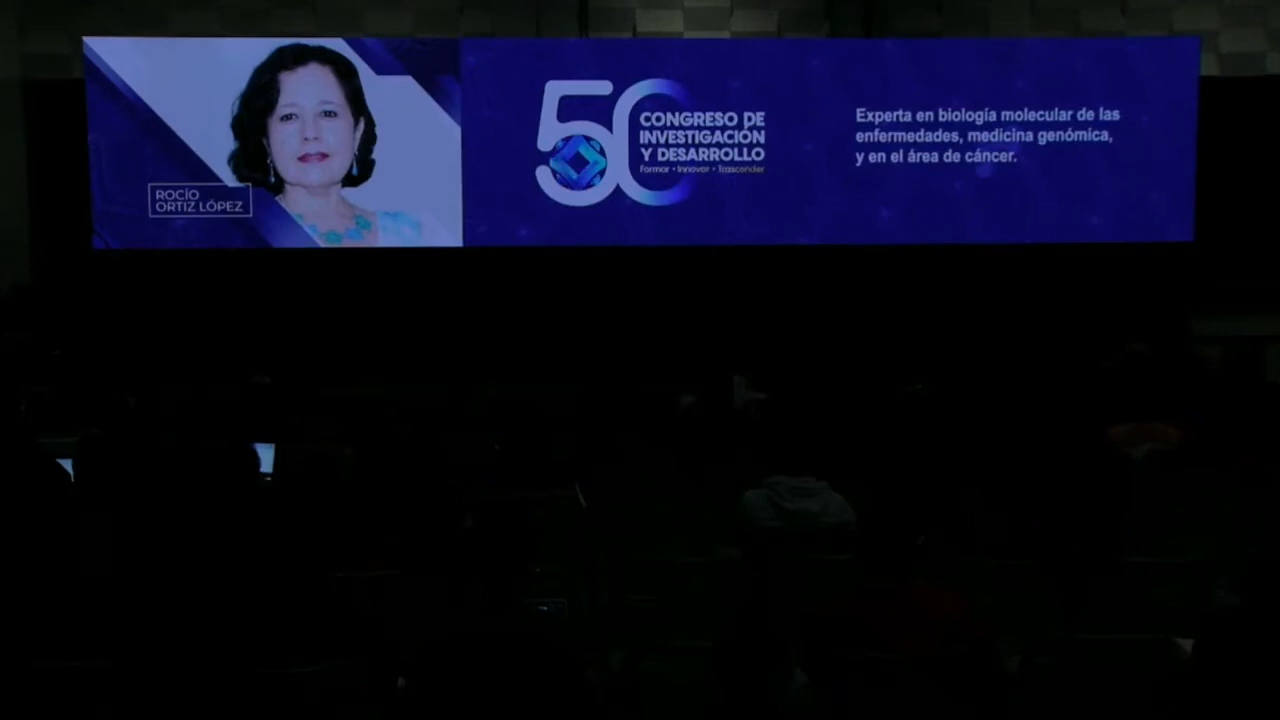 ROCÍO
ORTIZ LÓPEZ
50
CONGRESO DE
INVESTIGACIÓN
Y DESARROLLO
Formar • Innovar • Trascender
Experta en biología molecular de las
enfermedades, medicina genómica,
y en el área de cáncer.